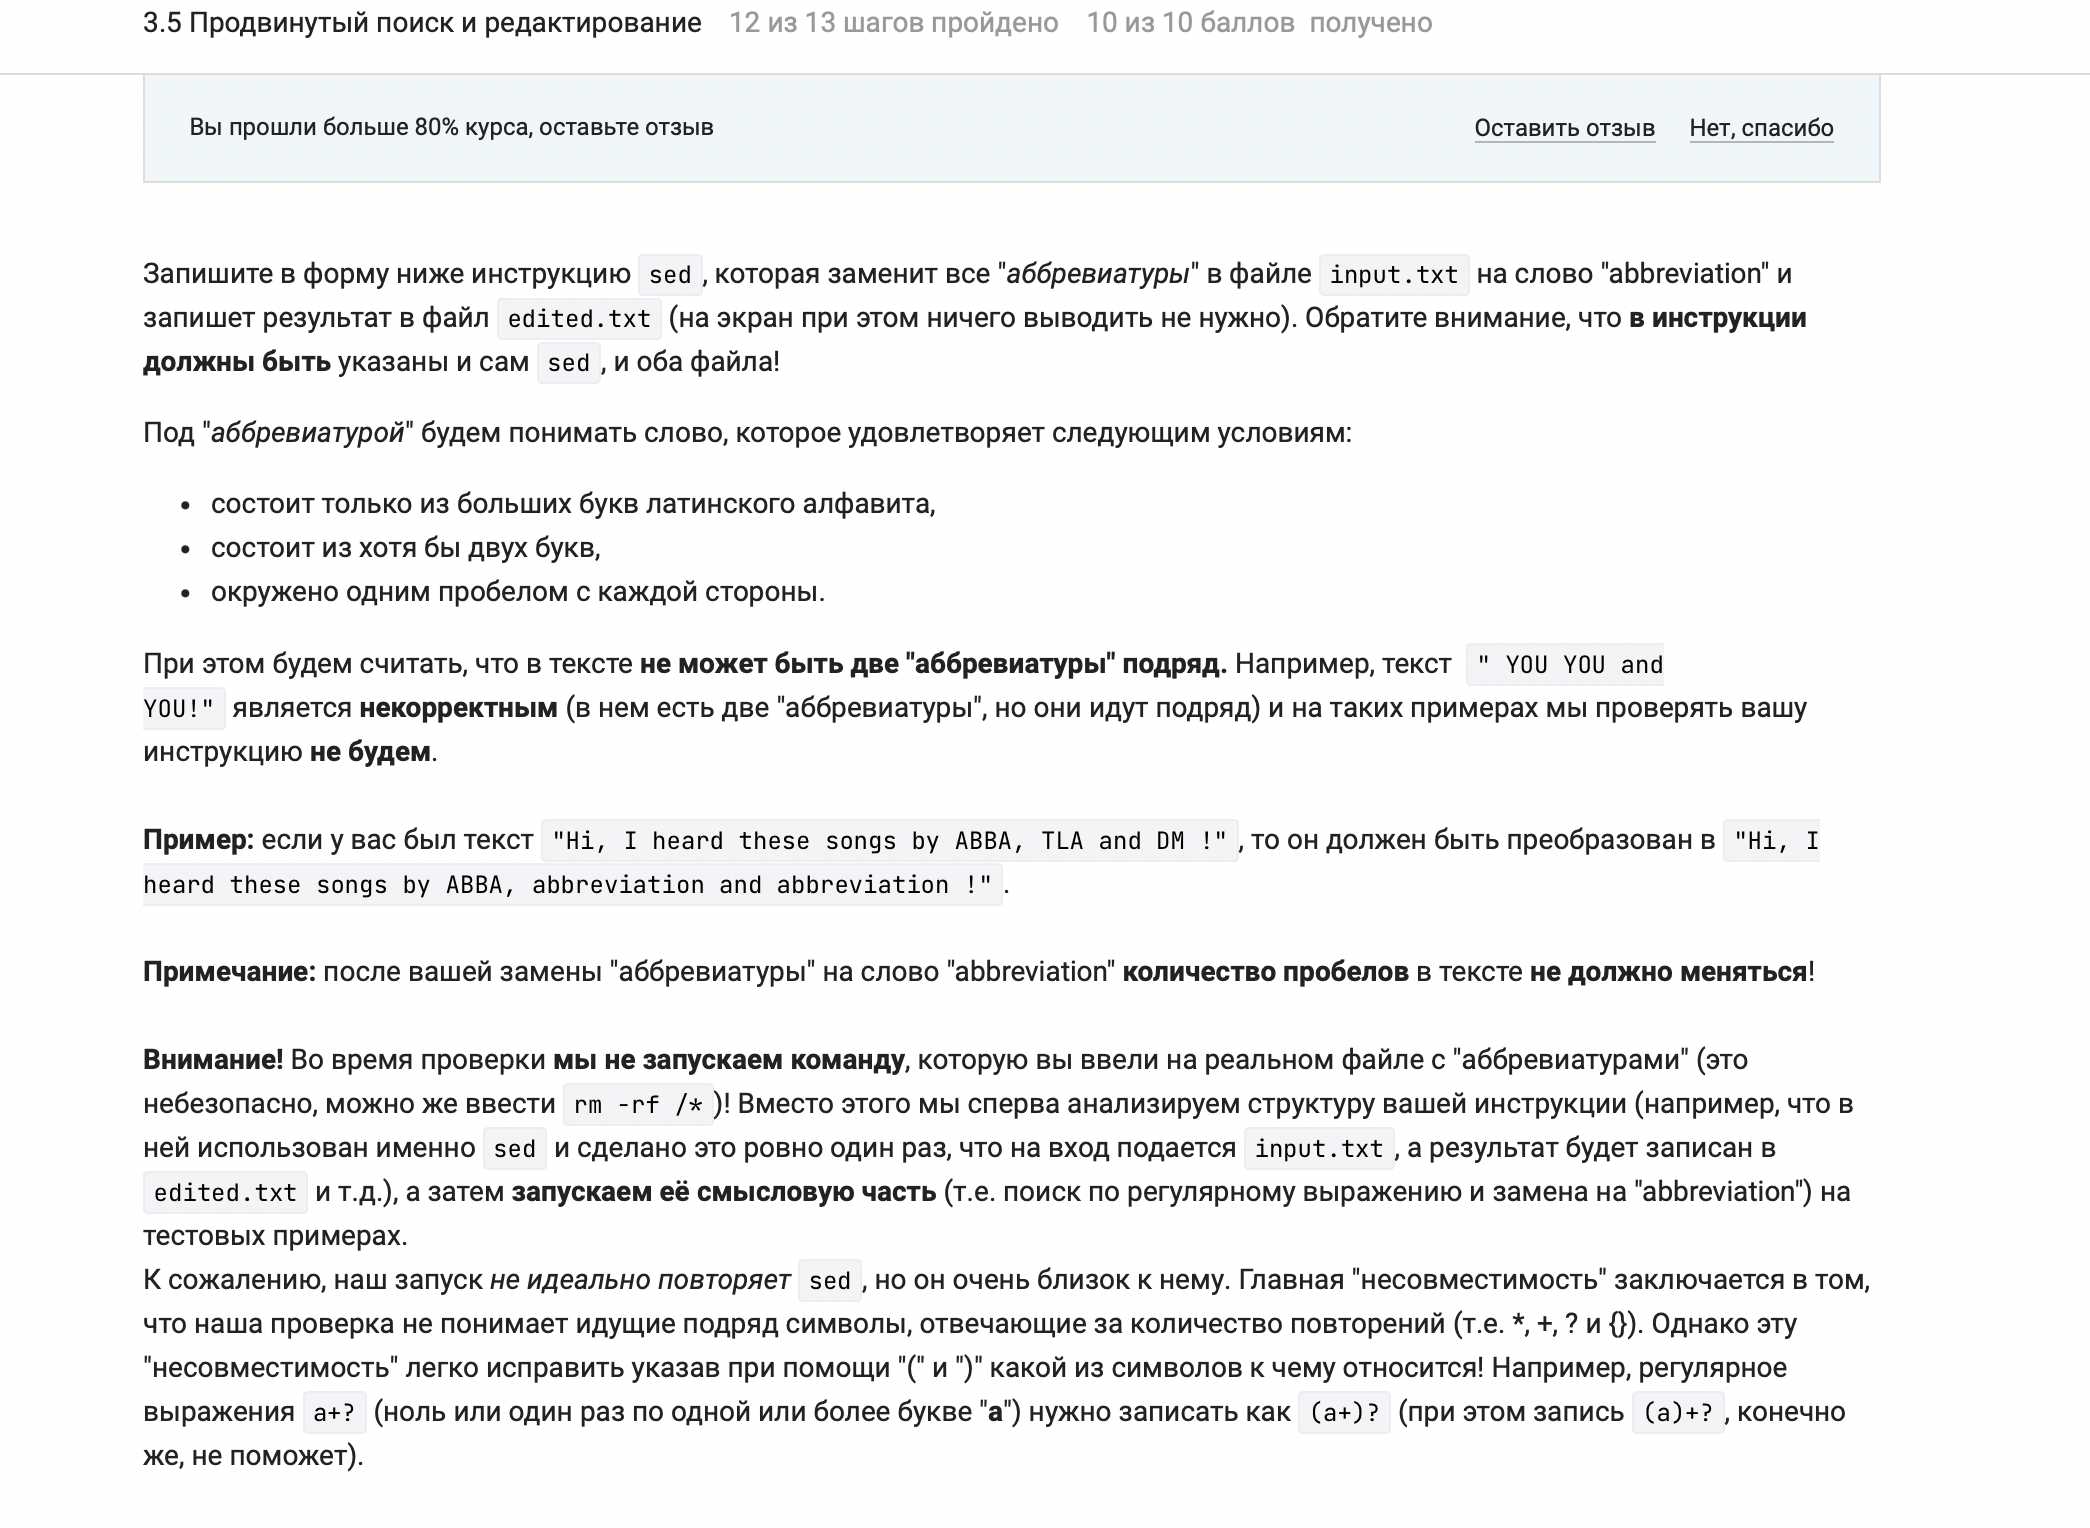 3.5 Продвинутый поиск и редактирование 12 из 13 шагов пройдено 10 из 10 баллов получено
Вы прошли больше 80% курса, оставьте отзыв Оставить отзыв Нет, спасибо
Запишите в форму ниже инструкцию sed, которая заменит все "аббревиатуры" в файле input.txt на слово "abbreviation" и
запишет результат в файл edited.txt (на экран при этом ничего выводить не нужно). Обратите внимание, что в инструкции
должны быть указаны и сам sed, и оба файла!
Под "аббревиатурой" будем понимать слово, которое удовлетворяет следующим условиям:
• состоит только из больших букв латинского алфавита,
• состоит из хотя бы двух букв,
• окружено одним пробелом с каждой стороны.
При этом будем считать, что в тексте не может быть две "аббревиатуры" подряд. Например, текст " YOU YOU and
YOU!" является некорректным (в нем есть две "аббревиатуры", но они идут подряд) и на таких примерах мы проверять вашу
инструкцию не будем.
Пример: если у вас был текст "Hi, I heard these songs by ABBA, TLA and DM !", то он должен быть преобразован в "Hi, I
heard these songs by ABBA, abbreviation and abbreviation !".
Примечание: после вашей замены "аббревиатуры" на слово "abbreviation" количество пробелов в тексте не должно меняться!
Внимание! Во время проверки мы не запускаем команду, которую вы ввели на реальном файле с "аббревиатурами" (это
небезопасно, можно же ввести rm -rf /*)! Вместо этого мы сперва анализируем структуру вашей инструкции (например, что в
ней использован именно sed и сделано это ровно один раз, что на вход подается input.txt, а результат будет записан в
edited.txt и т.д.), а затем запускаем её смысловую часть (т.е. поиск по регулярному выражению и замена на "abbreviation") на
тестовых примерах.
К сожалению, наш запуск не идеально повторяет sed, но он очень близок к нему. Главная "несовместимость" заключается в том,
что наша проверка не понимает идущие подряд символы, отвечающие за количество повторений (т.е. *, +, ? и {}). Однако эту
"несовместимость" легко исправить указав при помощи "(" и ")" какой из символов к чему относится! Например, регулярное
выражения a+? (ноль или один раз по одной или более букве "а") нужно записать как (a+)? (при этом запись (a)+?, конечно
же, не поможет).